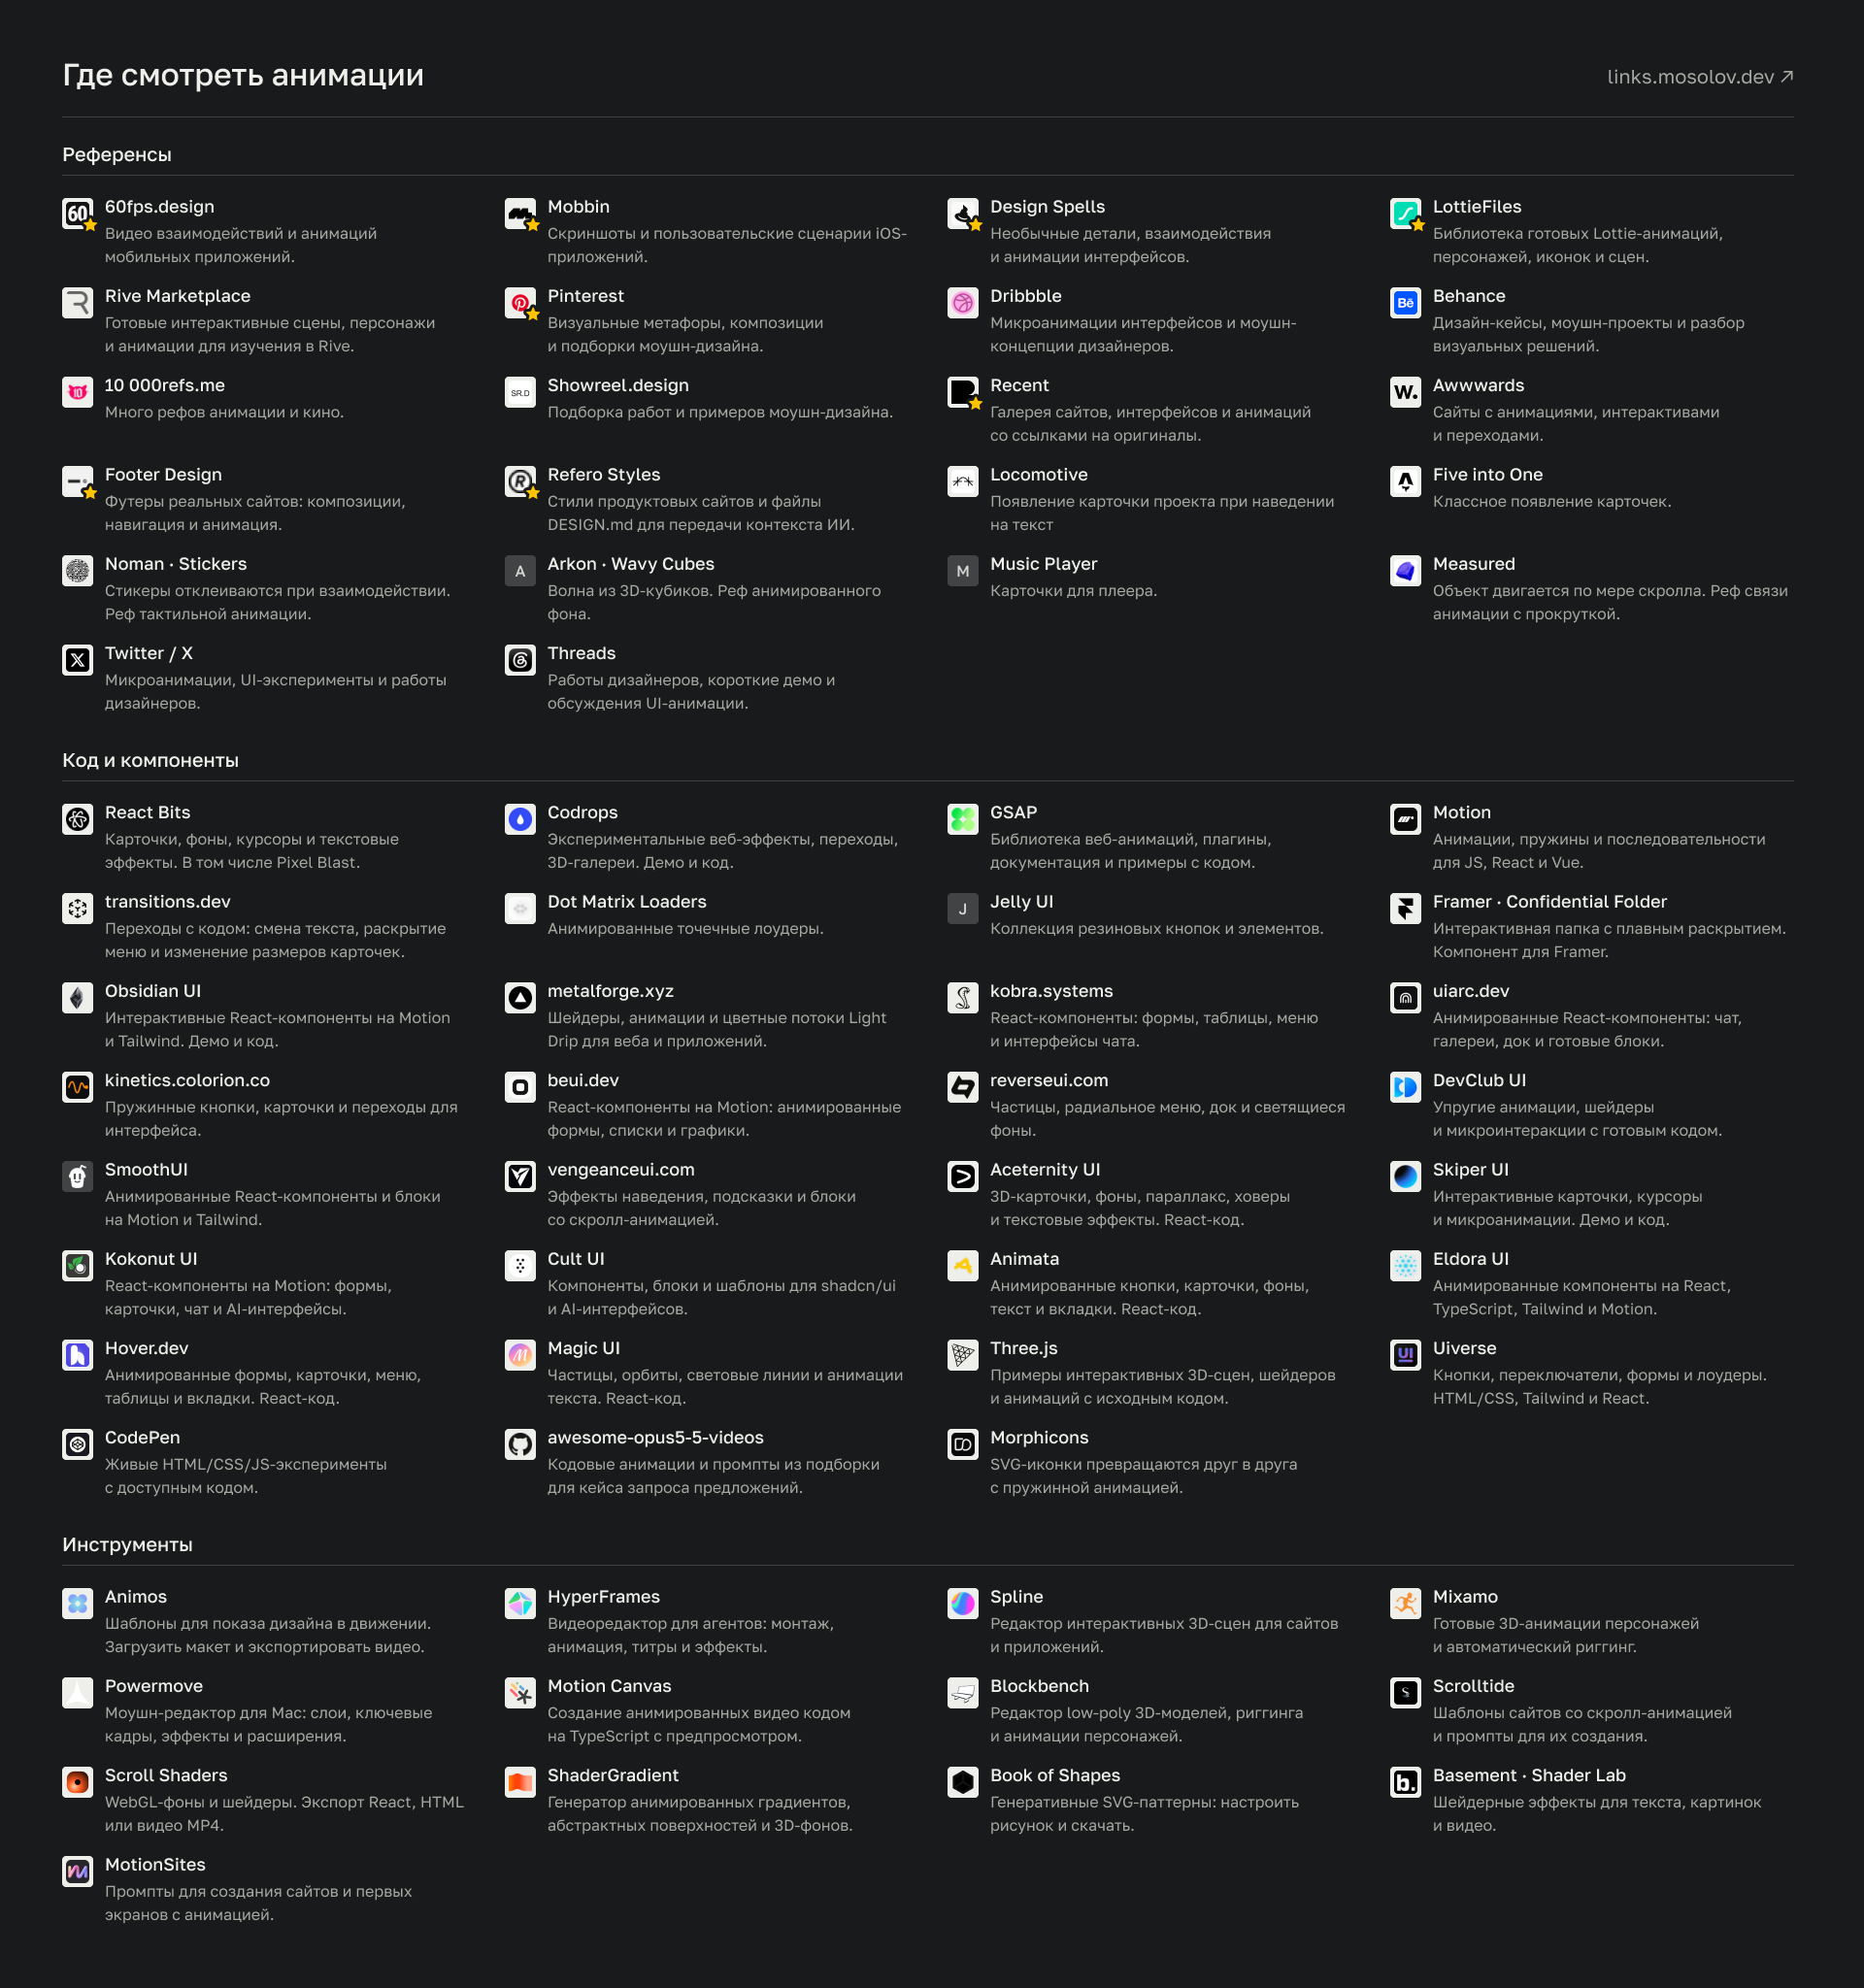 Где смотреть анимации
links.mosolov.dev ↗
Референсы
60fps.design
Видео взаимодействий и анимаций
мобильных приложений.
Mobbin
Скриншоты и пользовательские сценарии iOS-
приложений.
Design Spells
Необычные детали, взаимодействия
и анимации интерфейсов.
LottieFiles
Библиотека готовых Lottie-анимаций,
персонажей, иконок и сцен.
Rive Marketplace
Готовые интерактивные сцены, персонажи
и анимации для изучения в Rive.
Pinterest
Визуальные метафоры, композиции
и подборки моушн-дизайна.
Dribbble
Микроанимации интерфейсов и моушн-
концепции дизайнеров.
Behance
Дизайн-кейсы, моушн-проекты и разбор
визуальных решений.
10 000refs.me
Много рефов анимации и кино.
Showreel.design
Подборка работ и примеров моушн-дизайна.
Recent
Галерея сайтов, интерфейсов и анимаций
со ссылками на оригиналы.
Awwwards
Сайты с анимациями, интерактивами
и переходами.
Footer Design
Футеры реальных сайтов: композиции,
навигация и анимация.
Refero Styles
Стили продуктовых сайтов и файлы
DESIGN.md для передачи контекста ИИ.
Locomotive
Появление карточки проекта при наведении
на текст
Five into One
Классное появление карточек.
Noman · Stickers
Стикеры отклеиваются при взаимодействии.
Реф тактильной анимации.
A
Arkon · Wavy Cubes
Волна из 3D-кубиков. Реф анимированного
фона.
M
Music Player
Карточки для плеера.
Measured
Объект двигается по мере скролла. Реф связи
анимации с прокруткой.
Twitter / X
Микроанимации, UI-эксперименты и работы
дизайнеров.
Threads
Работы дизайнеров, короткие демо и
обсуждения UI-анимации.
Код и компоненты
React Bits
Карточки, фоны, курсоры и текстовые
эффекты. В том числе Pixel Blast.
Codrops
Экспериментальные веб-эффекты, переходы,
3D-галереи. Демо и код.
GSAP
Библиотека веб-анимаций, плагины,
документация и примеры с кодом.
Motion
Анимации, пружины и последовательности
для JS, React и Vue.
transitions.dev
Переходы с кодом: смена текста, раскрытие
меню и изменение размеров карточек.
Dot Matrix Loaders
Анимированные точечные лоудеры.
J
Jelly UI
Коллекция резиновых кнопок и элементов.
Framer · Confidential Folder
Интерактивная папка с плавным раскрытием.
Компонент для Framer.
Obsidian UI
Интерактивные React-компоненты на Motion
и Tailwind. Демо и код.
metalforge.xyz
Шейдеры, анимации и цветные потоки Light
Drip для веба и приложений.
kobra.systems
React-компоненты: формы, таблицы, меню
и интерфейсы чата.
uiarc.dev
Анимированные React-компоненты: чат,
галереи, док и готовые блоки.
kinetics.colorion.co
Пружинные кнопки, карточки и переходы для
интерфейса.
beui.dev
React-компоненты на Motion: анимированные
формы, списки и графики.
reverseui.com
Частицы, радиальное меню, док и светящиеся
фоны.
DevClub UI
Упругие анимации, шейдеры
и микроинтеракции с готовым кодом.
SmoothUI
Анимированные React-компоненты и блоки
на Motion и Tailwind.
vengeanceui.com
Эффекты наведения, подсказки и блоки
со скролл-анимацией.
Aceternity UI
3D-карточки, фоны, параллакс, ховеры
и текстовые эффекты. React-код.
Skiper UI
Интерактивные карточки, курсоры
и микроанимации. Демо и код.
Kokonut UI
React-компоненты на Motion: формы,
карточки, чат и AI-интерфейсы.
Cult UI
Компоненты, блоки и шаблоны для shadcn/ui
и AI-интерфейсов.
Animata
Анимированные кнопки, карточки, фоны,
текст и вкладки. React-код.
Eldora UI
Анимированные компоненты на React,
TypeScript, Tailwind и Motion.
Hover.dev
Анимированные формы, карточки, меню,
таблицы и вкладки. React-код.
Magic UI
Частицы, орбиты, световые линии и анимации
текста. React-код.
Three.js
Примеры интерактивных 3D-сцен, шейдеров
и анимаций с исходным кодом.
Uiverse
Кнопки, переключатели, формы и лоудеры.
HTML/CSS, Tailwind и React.
CodePen
Живые HTML/CSS/JS-эксперименты
с доступным кодом.
awesome-opus5-5-videos
Кодовые анимации и промпты из подборки
для кейса запроса предложений.
Morphicons
SVG-иконки превращаются друг в друга
с пружинной анимацией.
Инструменты
Animos
Шаблоны для показа дизайна в движении.
Загрузить макет и экспортировать видео.
HyperFrames
Видеоредактор для агентов: монтаж,
анимация, титры и эффекты.
Spline
Редактор интерактивных 3D-сцен для сайтов
и приложений.
Mixamo
Готовые 3D-анимации персонажей
и автоматический риггинг.
Powermove
Моушн-редактор для Mac: слои, ключевые
кадры, эффекты и расширения.
Motion Canvas
Создание анимированных видео кодом
на TypeScript с предпросмотром.
Blockbench
Редактор low-poly 3D-моделей, риггинга
и анимации персонажей.
Scrolltide
Шаблоны сайтов со скролл-анимацией
и промпты для их создания.
Scroll Shaders
WebGL-фоны и шейдеры. Экспорт React, HTML
или видео MP4.
ShaderGradient
Генератор анимированных градиентов,
абстрактных поверхностей и 3D-фонов.
Book of Shapes
Генеративные SVG-паттерны: настроить
рисунок и скачать.
Basement · Shader Lab
Шейдерные эффекты для текста, картинок
и видео.
MotionSites
Промпты для создания сайтов и первых
экранов с анимацией.